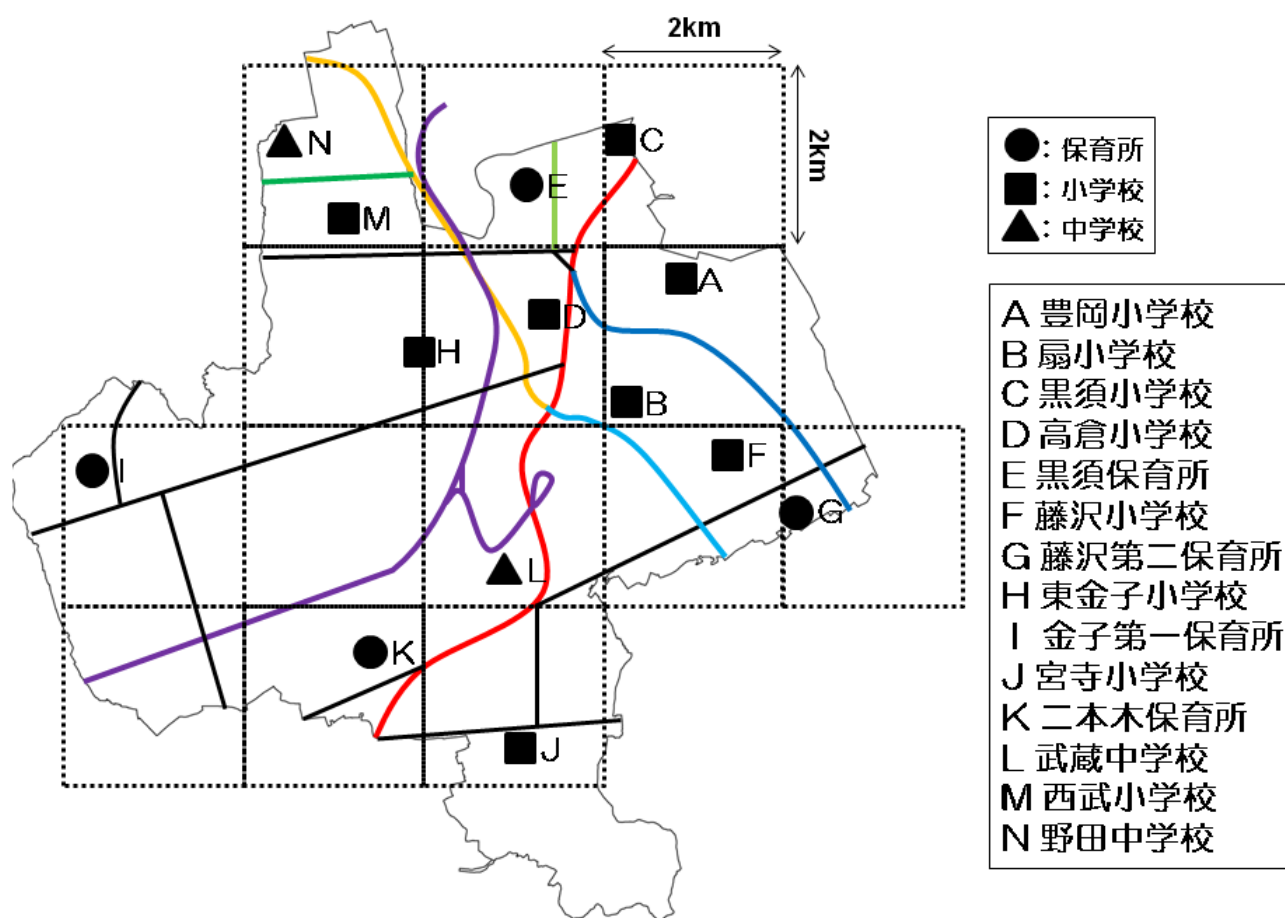 2km
2km
N
C
E
M
A
D
H
B
F
I
G
L
K
J
●：保育所
■：小学校
▲：中学校
A 豊岡小学校
B 扇小学校
C 黒須小学校
D 高倉小学校
E 黒須保育所
F 藤沢小学校
G 藤沢第二保育所
H 東金子小学校
I 金子第一保育所
J 宮寺小学校
K 二本木保育所
L 武蔵中学校
M 西武小学校
N 野田中学校